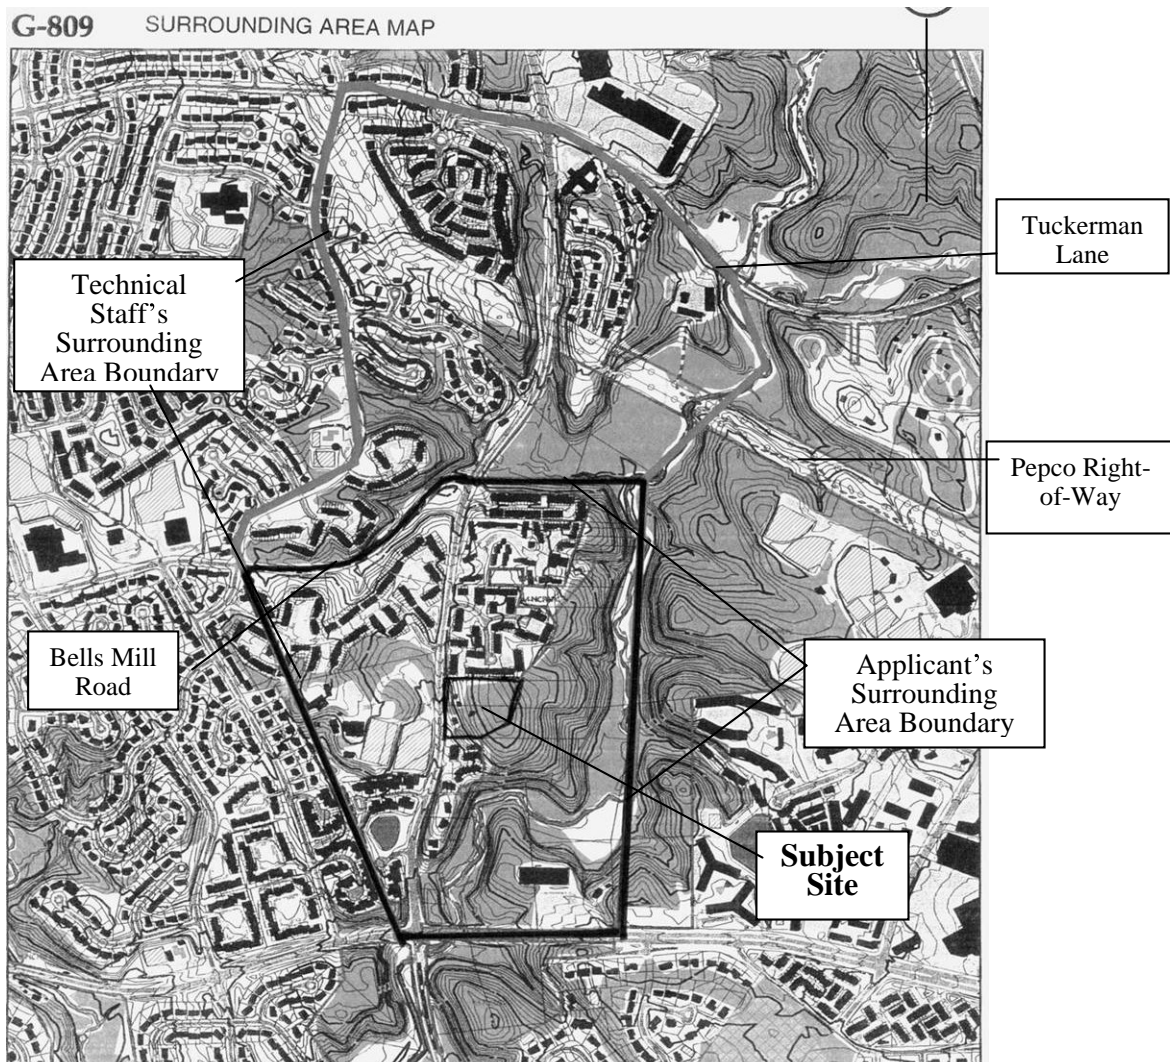 G-809 SURROUNDING AREA MAP
Tuckerman
Lane
Technical
Staff's
Surrounding
Area Boundary
Pepco Right-
of-Way
Bells Mill
Road
Applicant's
Surrounding
Area Boundary
Subject
Site